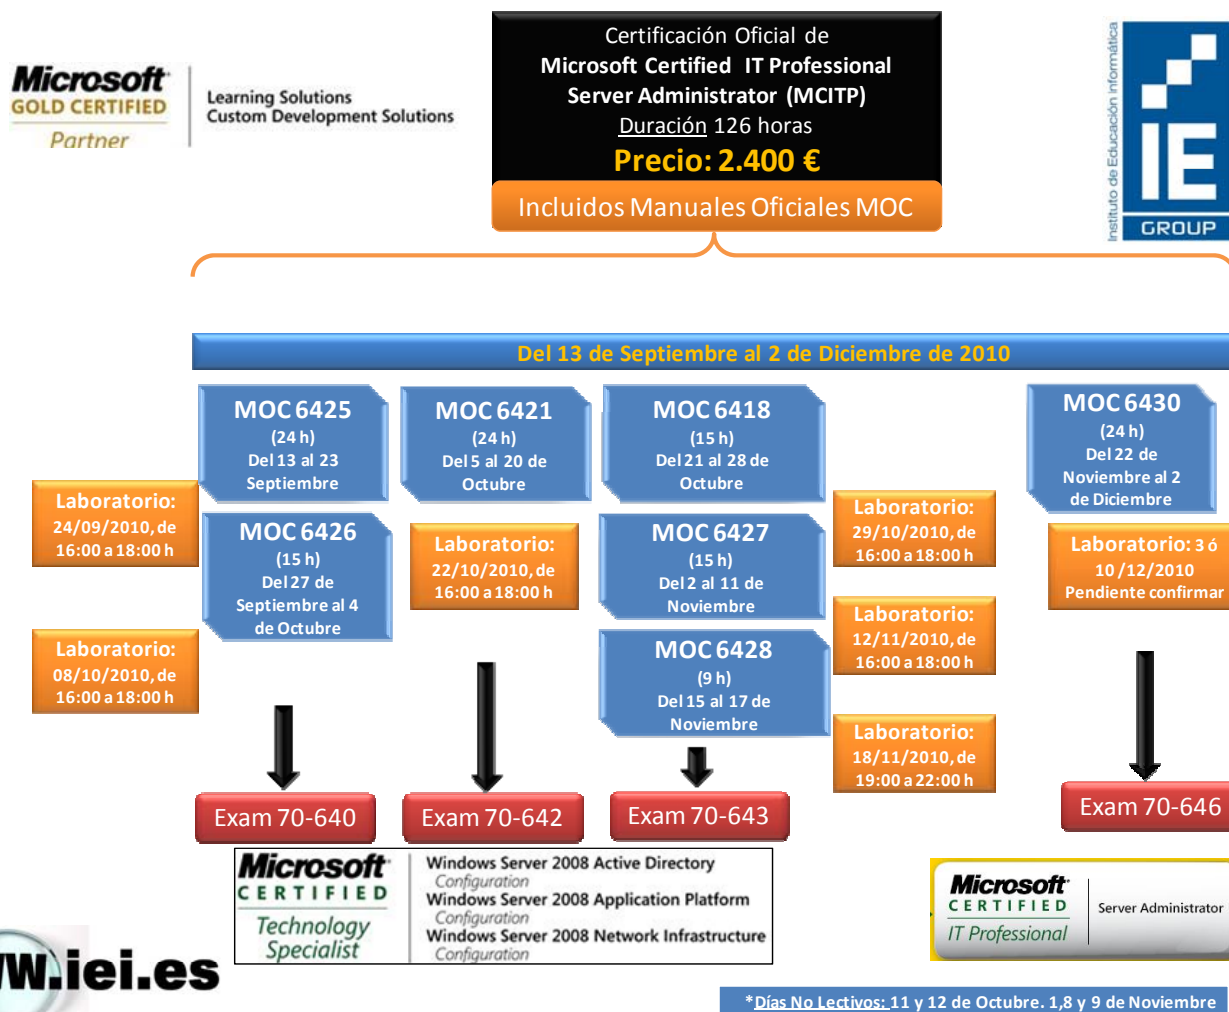 Microsoft
GOLD CERTIFIED
Partner
Learning Solutions
Custom Development Solutions
Certificación Oficial de
Microsoft Certified IT Professional
Server Administrator (MCITP)
Duración 126 horas
Precio: 2.400 €
Incluidos Manuales Oficiales MOC
Instituto de Educación Informática
IE
GROUP
Del 13 de Septiembre al 2 de Diciembre de 2010
MOC 6425
(24 h)
Del 13 al 23
Septiembre
Laboratorio:
24/09/2010, de
16:00 a 18:00 h
MOC 6426
(15 h)
Del 27 de
Septiembre al 4
de Octubre
Laboratorio:
08/10/2010, de
16:00 a 18:00 h
Exam 70-640
MOC 6421
(24 h)
Del 5 al 20 de
Octubre
Laboratorio:
22/10/2010, de
16:00 a 18:00 h
Exam 70-642
MOC 6418
(15 h)
Del 21 al 28 de
Octubre
Laboratorio:
29/10/2010, de
16:00 a 18:00 h
MOC 6427
(15 h)
Del 2 al 11 de
Noviembre
Laboratorio:
12/11/2010, de
16:00 a 18:00 h
MOC 6428
(9 h)
Del 15 al 17 de
Noviembre
Laboratorio:
18/11/2010, de
19:00 a 22:00 h
Exam 70-643
MOC 6430
(24 h)
Del 22 de
Noviembre al 2
de Diciembre
Laboratorio: 3 ó
10 /12/2010
Pendiente confirmar
Exam 70-646
Microsoft
CERTIFIED
Technology
Specialist
Windows Server 2008 Active Directory
Configuration
Windows Server 2008 Application Platform
Configuration
Windows Server 2008 Network Infrastructure
Configuration
Microsoft
CERTIFIED
IT Professional
Server Administrator
W.iei.es
*Días No Lectivos: 11 y 12 de Octubre. 1,8 y 9 de Noviembre